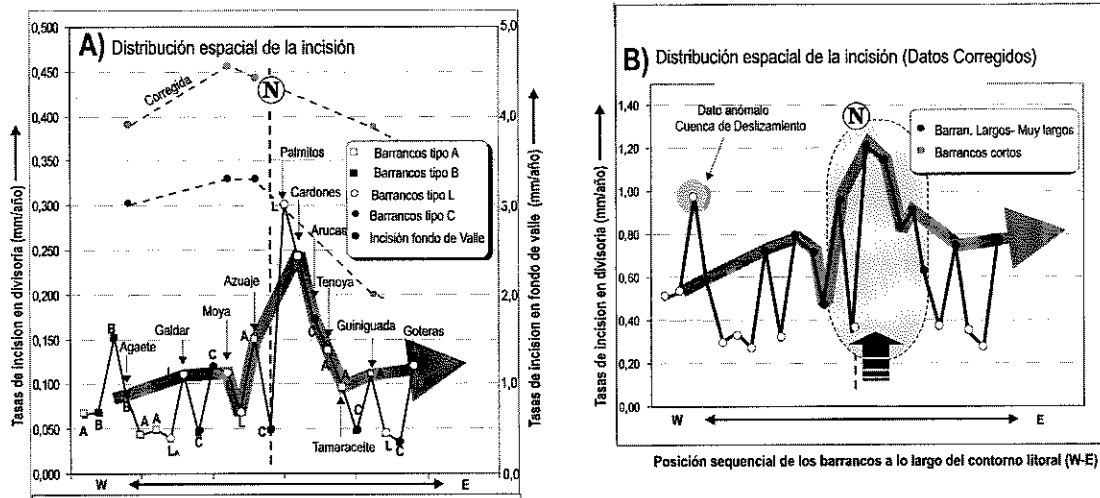 A) Distribución espacial de la incisión
Tasas de incision en divisoria (mm/año)
0,500
0,450
0,400
0,350
0,300
0,250
0,200
0,150
0,100
0,050
0,000
5,0
4,0
3,0
2,0
1,0
0,0
Tasas de incision en fondo de valle (mm/año)
Corregida
N
Palmitos
Cardones
Arucas
Azuaje
Tenoya
Moya
Guiniguada
Galdar
Goteras
Agaete
Tamaraceite
Barrancos tipo A
Barrancos tipo B
Barrancos tipo L
Barrancos tipo C
Incisión fondo de Valle
A
B
B
B
A
A
L
A
C
C
L
A
C
L
C
A
A
C
A
L
C
W
E
B) Distribución espacial de la incisión (Datos Corregidos)
Tasas de incision en divisoria (mm/año)
1,40
1,20
1,00
0,80
0,60
0,40
0,20
0,00
Dato anómalo
Cuenca de Deslizamiento
N
Barran. Largos- Muy largos
Barrancos cortos
W
E
Posición sequencial de los barrancos a lo largo del contorno litoral (W-E)